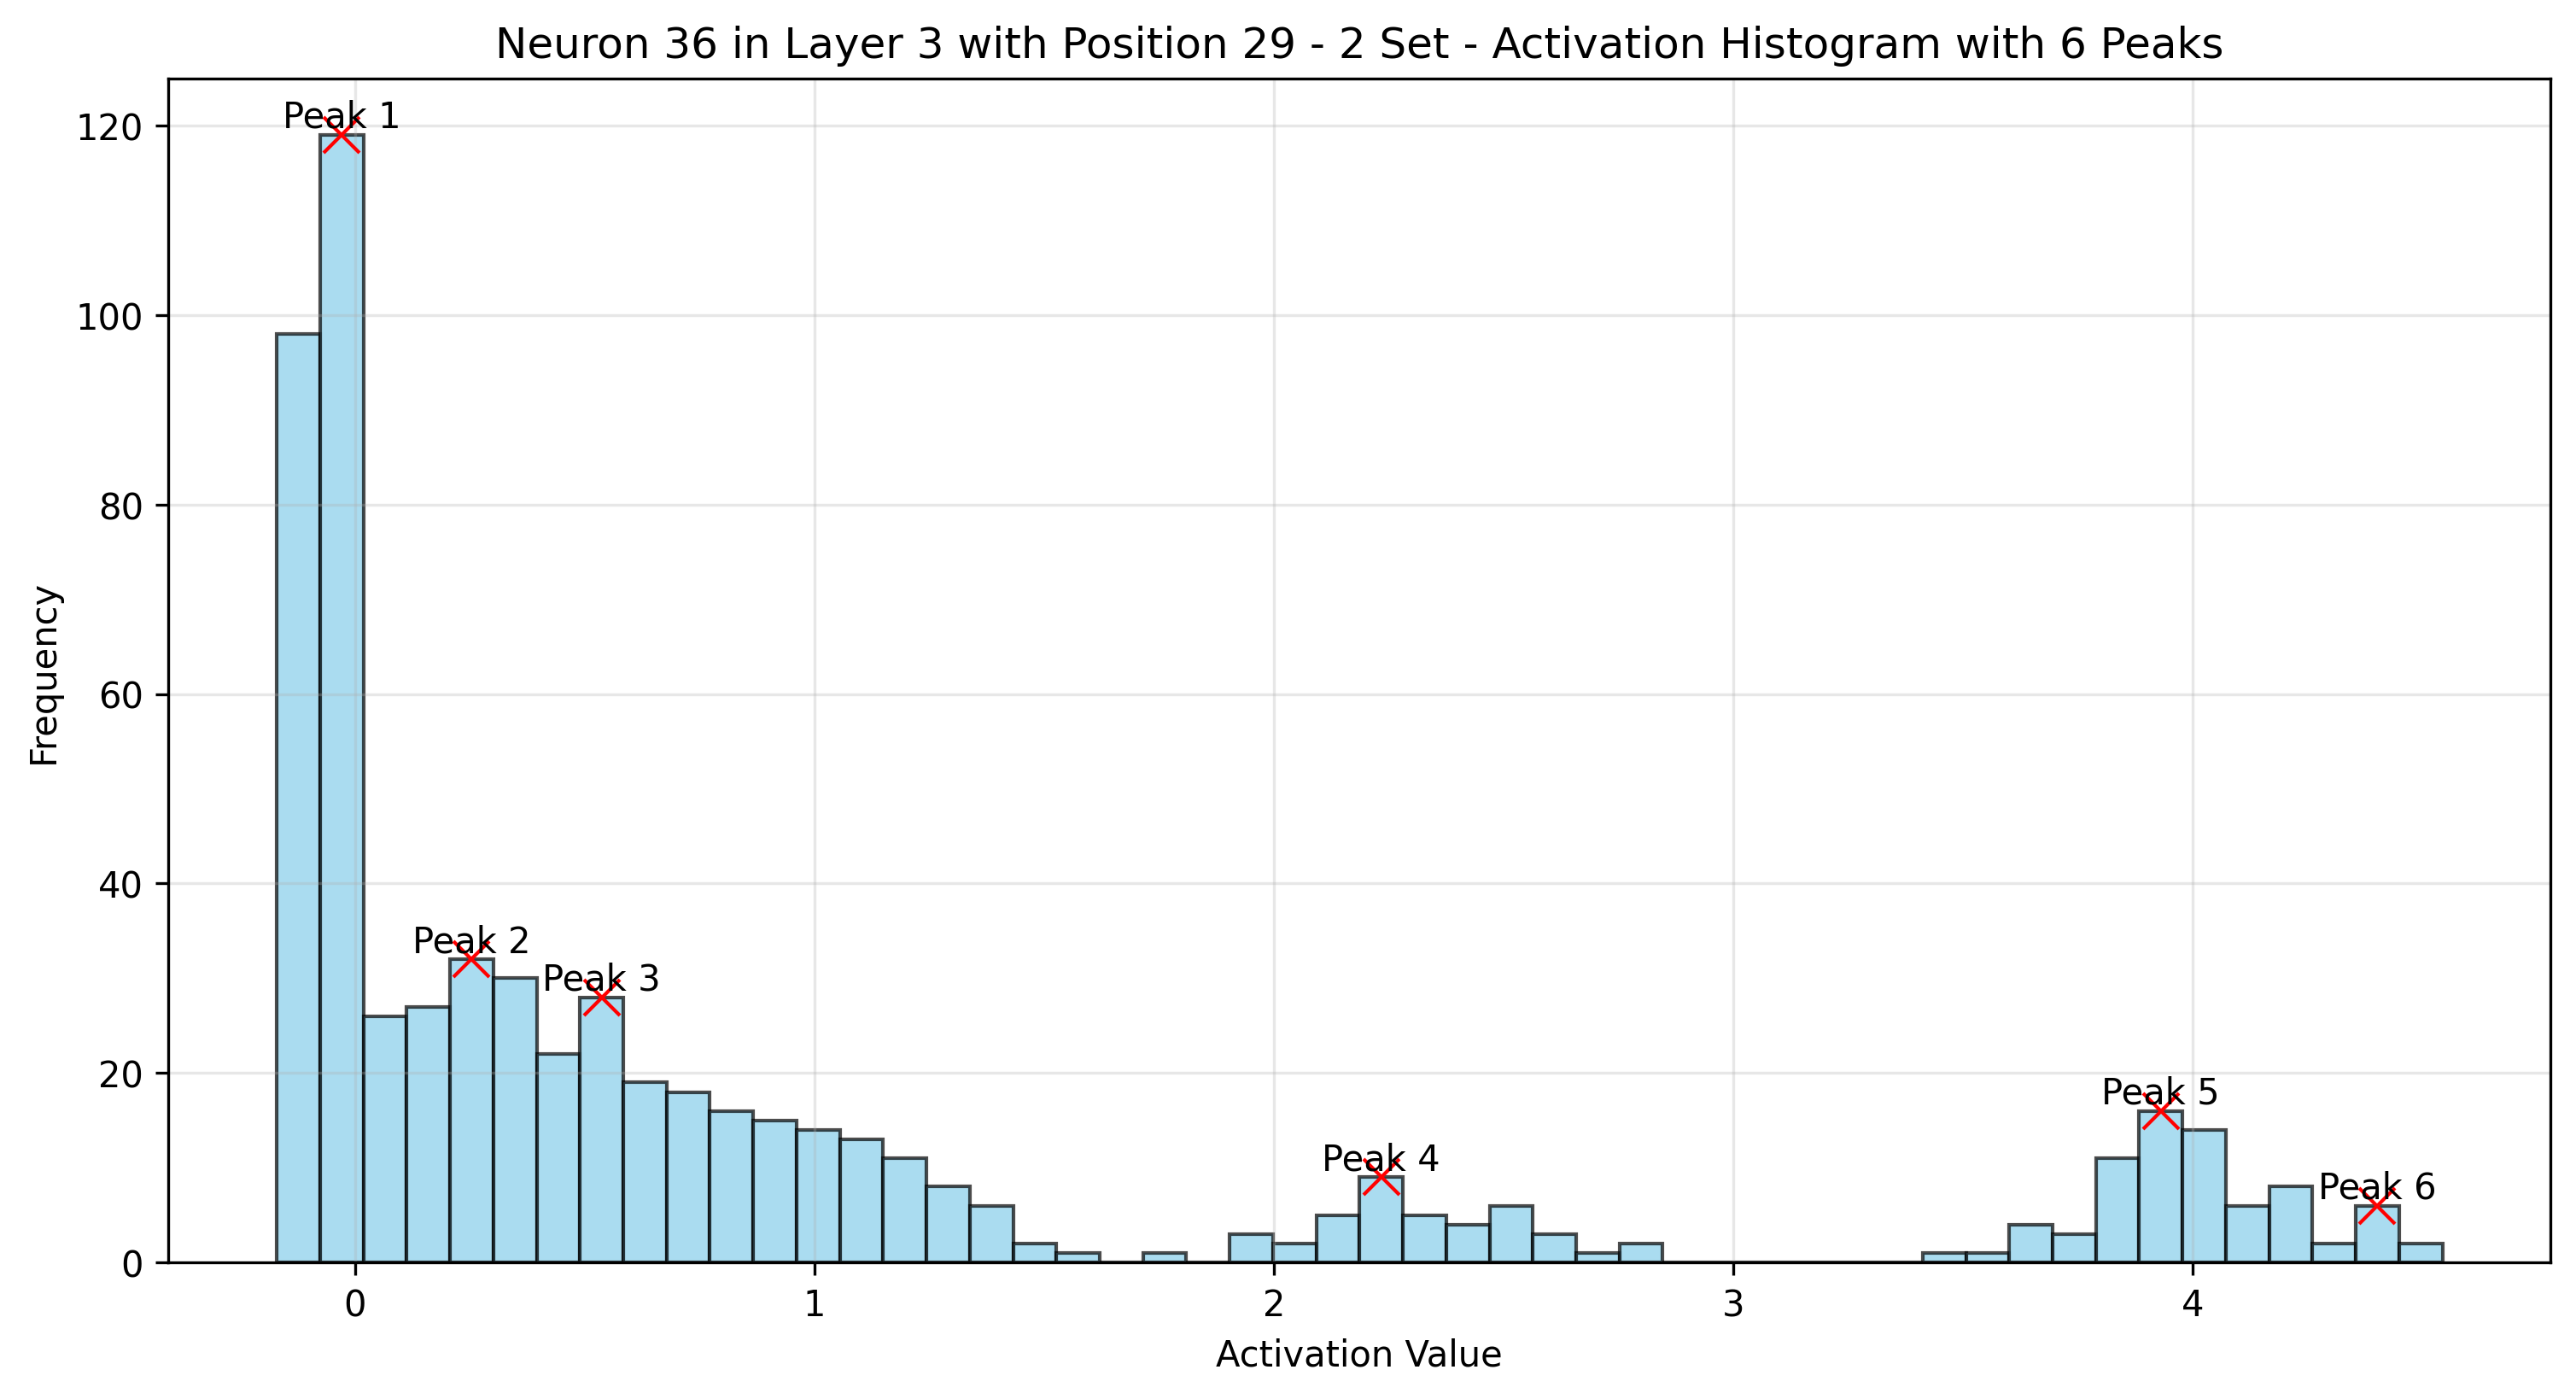 Neuron 36 in Layer 3 with Position 29 - 2 Set - Activation Histogram with 6 Peaks
Frequency
120
100
80
60
40
20
0
Peak 1
Peak 2
Peak 3
Peak 4
Peak 5
Peak 6
0 1 2 3 4
Activation Value